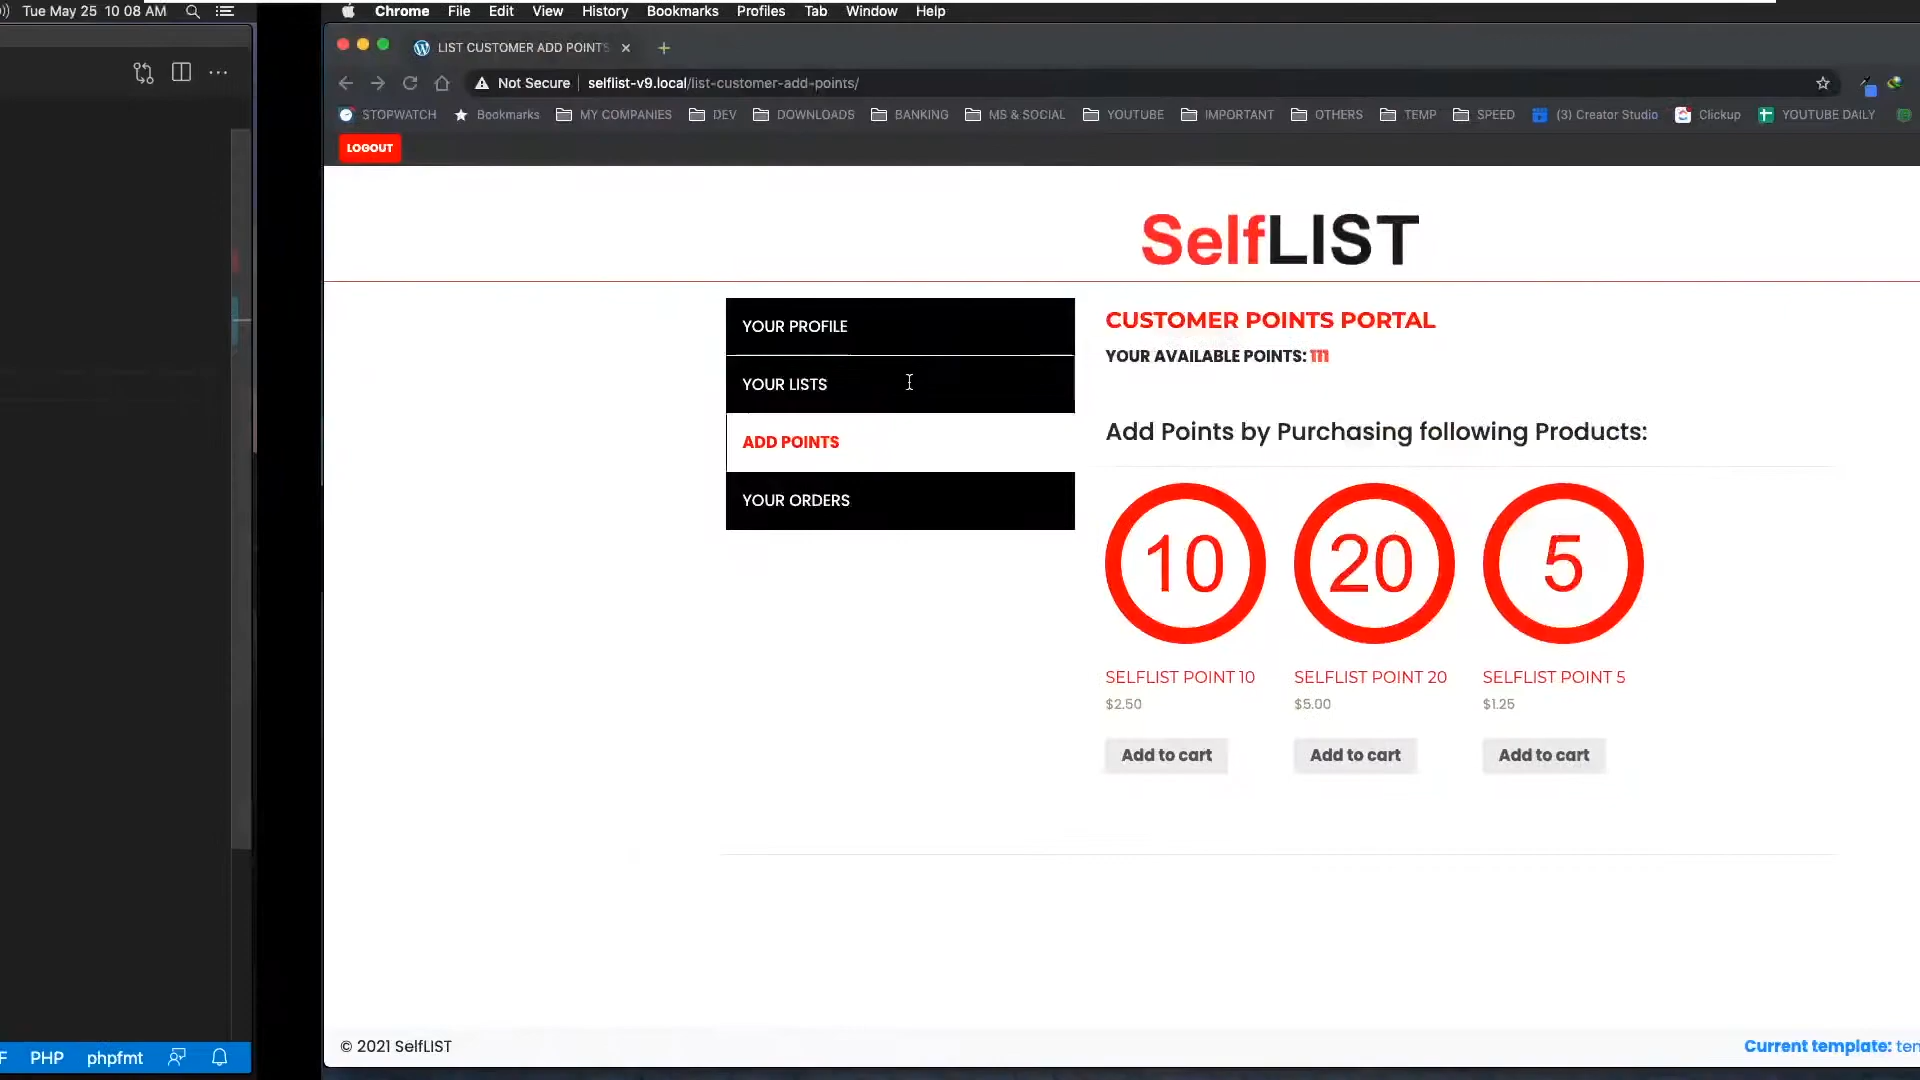 Tue May 25 10 08 AM
Chrome File Edit View History Bookmarks Profiles Tab Window Help
LIST CUSTOMER ADD POINTS
Not Secure selflist-v9.local/list-customer-add-points/
STOPWATCH Bookmarks MY COMPANIES DEV DOWNLOADS BANKING MS & SOCIAL YOUTUBE IMPORTANT OTHERS TEMP SPEED (3) Creator Studio Clickup YOUTUBE DAILY
LOGOUT
SelfLIST
YOUR PROFILE
YOUR LISTS
ADD POINTS
YOUR ORDERS
CUSTOMER POINTS PORTAL
YOUR AVAILABLE POINTS: 111
Add Points by Purchasing following Products:
10 20 5
SELFLIST POINT 10 SELFLIST POINT 20 SELFLIST POINT 5
$2.50 $5.00 $1.25
Add to cart Add to cart Add to cart
© 2021 SelfLIST
Current template: ten
F PHP phpfmt